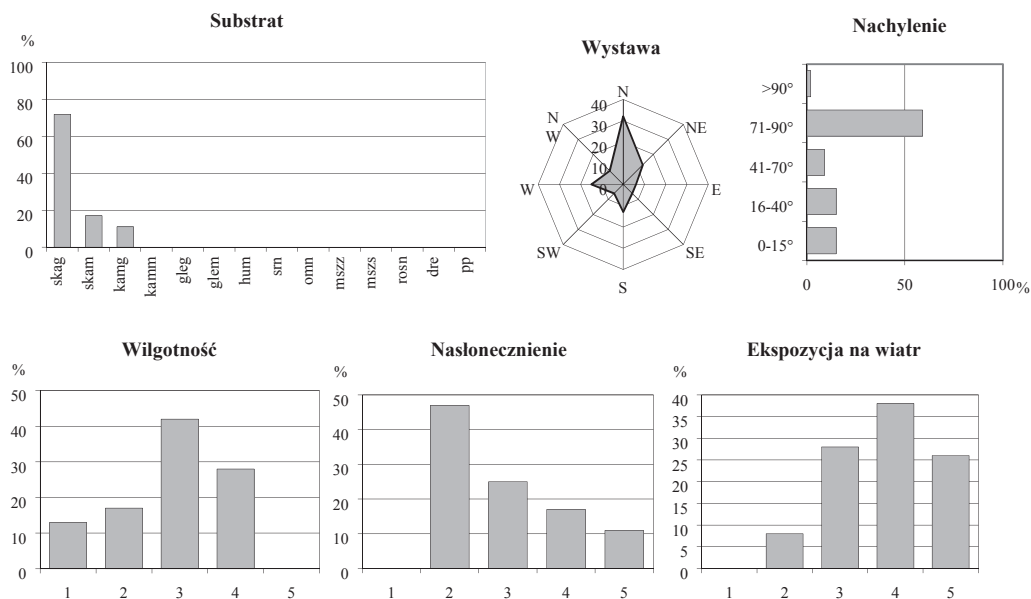 Substrat
%
100
80
60
40
20
0
skag
skam
kamg
kamm
gleg
glem
hum
srn
omn
mszz
mszs
rosn
dre
pp
Wystawa
N
NE
E
SE
S
SW
W
N
W
40
30
20
10
0
Nachylenie
>90°
71-90°
41-70°
16-40°
0-15°
0 50 100%
Wilgotność
%
50
40
30
20
10
0
1 2 3 4 5
Nasłonecznienie
%
50
40
30
20
10
0
1 2 3 4 5
Ekspozycja na wiatr
%
40
35
30
25
20
15
10
5
0
1 2 3 4 5